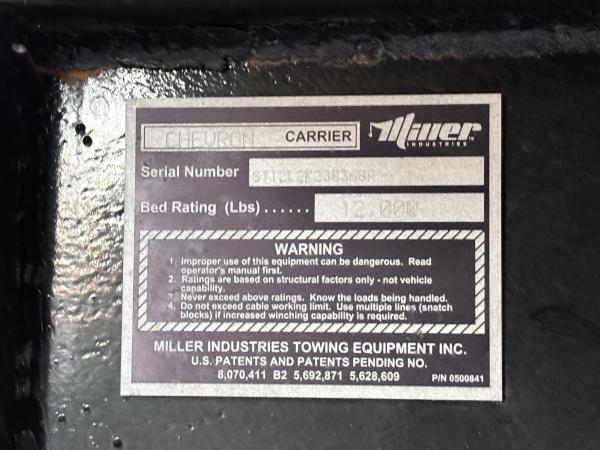 CHEVRON CARRIER Miller
INDUSTRIES™
Serial Number
Bed Rating (Lbs)...... 12,000
WARNING
1. Improper use of this equipment can be dangerous. Read
operator's manual first.
2. Ratings are based on structural factors only - not vehicle
capability.
3. Never exceed above ratings. Know the loads being handled.
4. Do not exceed cable working limit. Use multiple lines (snatch
blocks) if increased winching capability is required.
MILLER INDUSTRIES TOWING EQUIPMENT INC.
U.S. PATENTS AND PATENTS PENDING NO.
8,070,411 B2 5,692,871 5,628,609
P/N 0500841